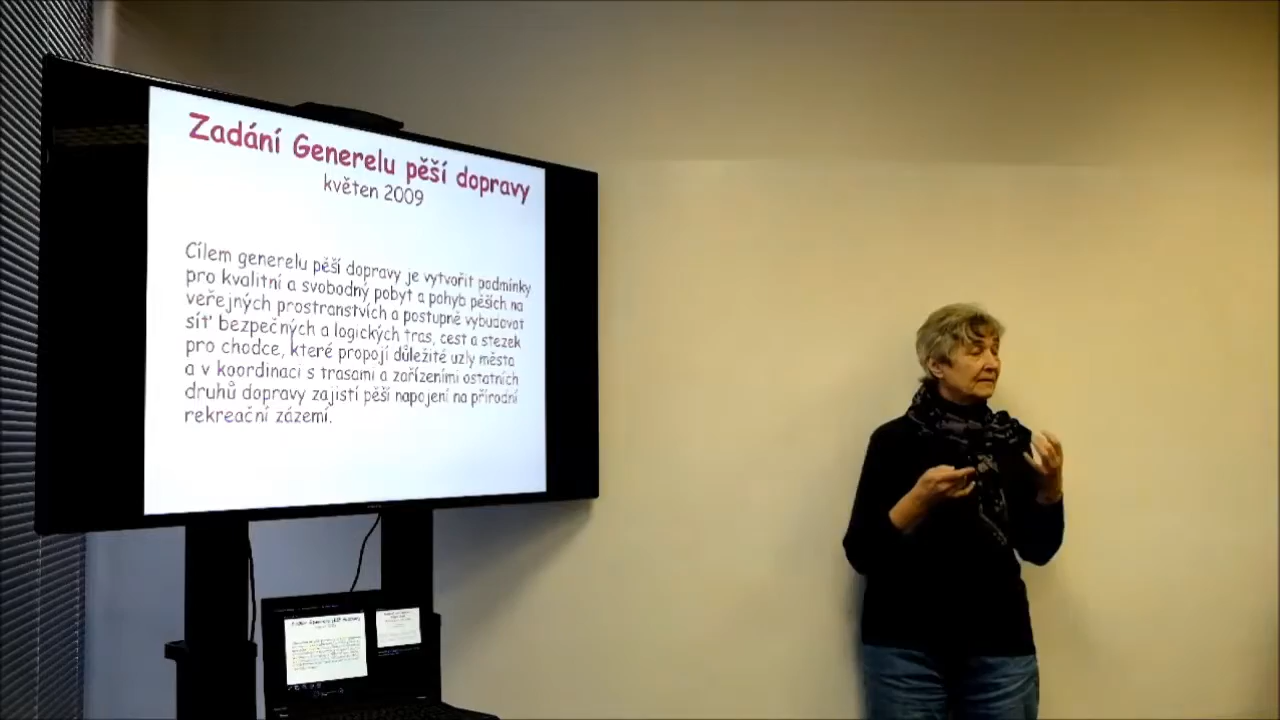 Zadání Generelu pěší dopravy
květen 2009
Cílem generelu pěší dopravy je vytvořit podmínky
pro kvalitní a svobodný pobyt a pohyb pěších na
veřejných prostranstvích a postupně vybudovat
síť bezpečných a logických tras, cest a stezek
pro chodce, které propojí důležité uzly města
a v koordinaci s trasami a zařízeními ostatních
druhů dopravy zajistí pěší napojení na přírodní
rekreační zázemí.